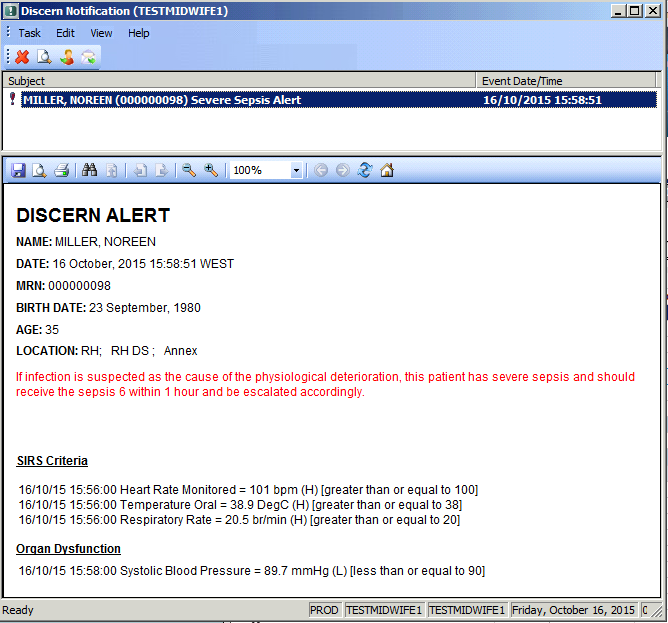 Discern Notification (TESTMIDWIFE1)
Task Edit View Help
Subject Event Date/Time
MILLER, NOREEN (000000098) Severe Sepsis Alert 16/10/2015 15:58:51
100%
DISCERN ALERT
NAME: MILLER, NOREEN
DATE: 16 October, 2015 15:58:51 WEST
MRN: 000000098
BIRTH DATE: 23 September, 1980
AGE: 35
LOCATION: RH; RH DS ; Annex
If infection is suspected as the cause of the physiological deterioration, this patient has severe sepsis and should
receive the sepsis 6 within 1 hour and be escalated accordingly.
SIRS Criteria
16/10/15 15:56:00 Heart Rate Monitored = 101 bpm (H) [greater than or equal to 100]
16/10/15 15:56:00 Temperature Oral = 38.9 DegC (H) [greater than or equal to 38]
16/10/15 15:56:00 Respiratory Rate = 20.5 br/min (H) [greater than or equal to 20]
Organ Dysfunction
16/10/15 15:58:00 Systolic Blood Pressure = 89.7 mmHg (L) [less than or equal to 90]
Ready PROD TESTMIDWIFE1 TESTMIDWIFE1 Friday, October 16, 2015